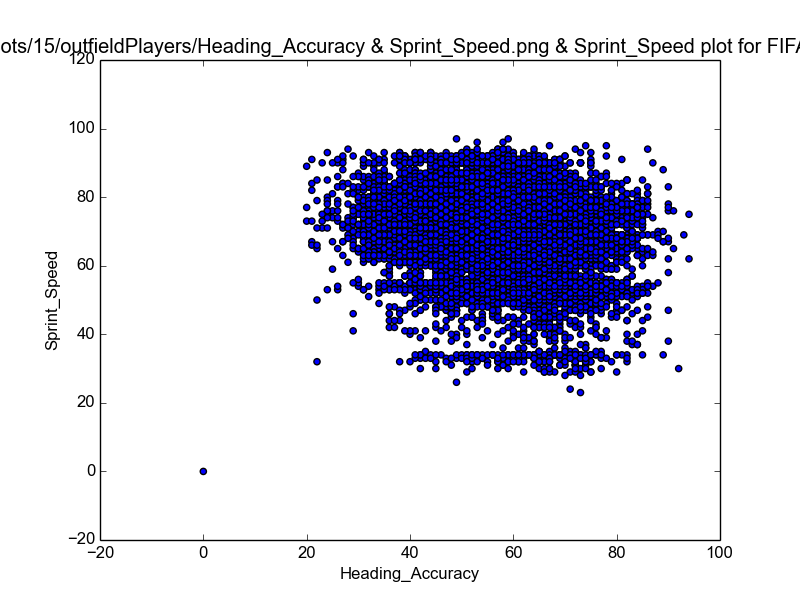 ots/15/outfieldPlayers/Heading_Accuracy & Sprint_Speed.png & Sprint_Speed plot for FIFA
120
100
80
60
40
20
0
−20
Sprint_Speed
−20 0 20 40 60 80 100
Heading_Accuracy